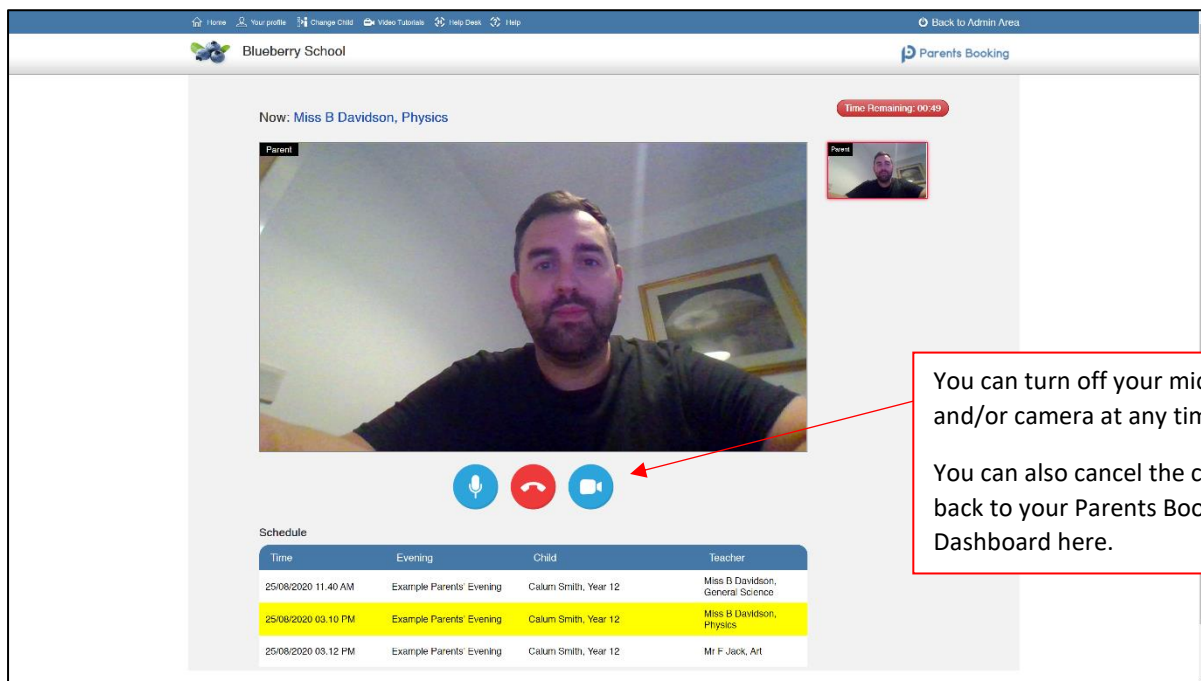 Home Your profile Change Child Video Tutorials Help Desk Help Back to Admin Area
Blueberry School Parents Booking
Now: Miss B Davidson, Physics
Time Remaining: 00:49
Parent
Parent
You can turn off your
and/or camera at any
You can also cancel the
back to your Parents
Dashboard here.
Schedule
Time Evening Child Teacher
25/08/2020 11.40 AM Example Parents' Evening Calum Smith, Year 12 Miss B Davidson,
General Science
25/08/2020 03.10 PM Example Parents' Evening Calum Smith, Year 12 Miss B Davidson,
Physics
25/08/2020 03.12 PM Example Parents' Evening Calum Smith, Year 12 Mr F Jack, Art